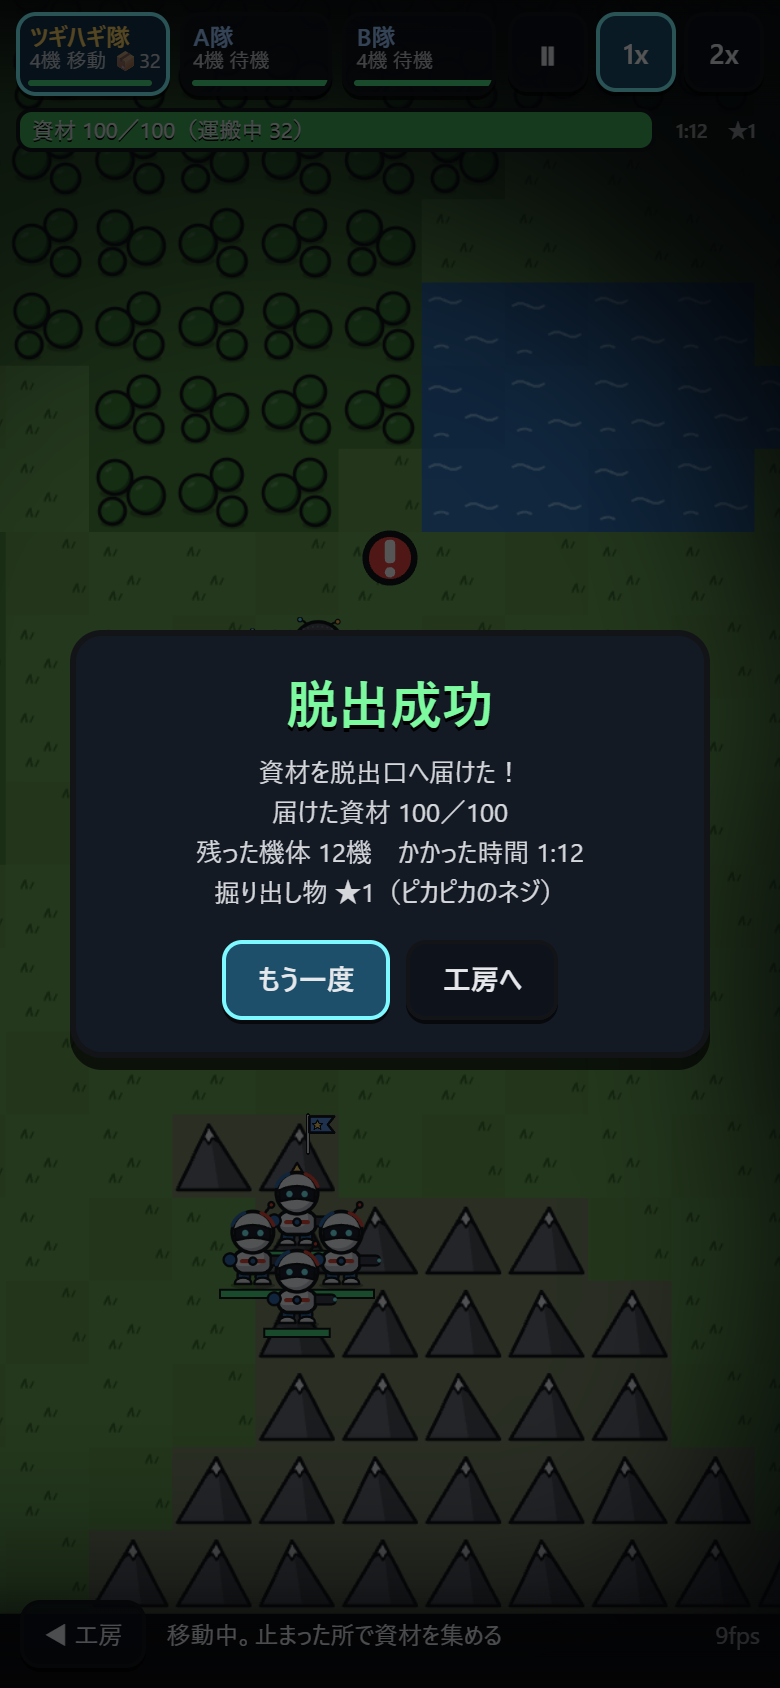 ツギハギ隊
4機 移動 📦32
A隊
4機 待機
B隊
4機 待機
⏸
1x
2x
資材 100／100（運搬中 32）
1:12 ★1
脱出成功
資材を脱出口へ届けた！
届けた資材 100／100
残った機体 12機　かかった時間 1:12
掘り出し物 ★1（ピカピカのネジ）
もう一度
工房へ
◀ 工房
移動中。止まった所で資材を集める
9fps